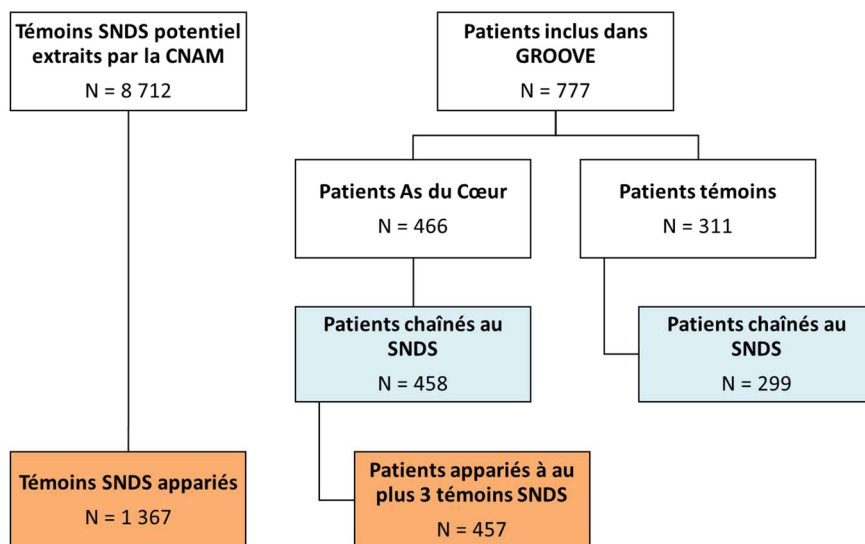 Témoins SNDS potentiel
extraits par la CNAM
N = 8 712
Patients inclus dans
GROOVE
N = 777
Patients As du Cœur
N = 466
Patients témoins
N = 311
Patients chaînés au
SNDS
N = 458
Patients chaînés au
SNDS
N = 299
Témoins SNDS appariés
N = 1 367
Patients appariés à au
plus 3 témoins SNDS
N = 457